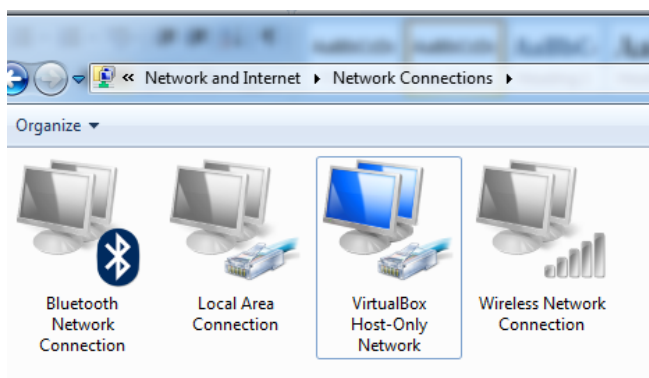 « Network and Internet ▸ Network Connections ▸
Organize ▾
Bluetooth
Network
Connection
Local Area
Connection
VirtualBox
Host-Only
Network
Wireless Network
Connection